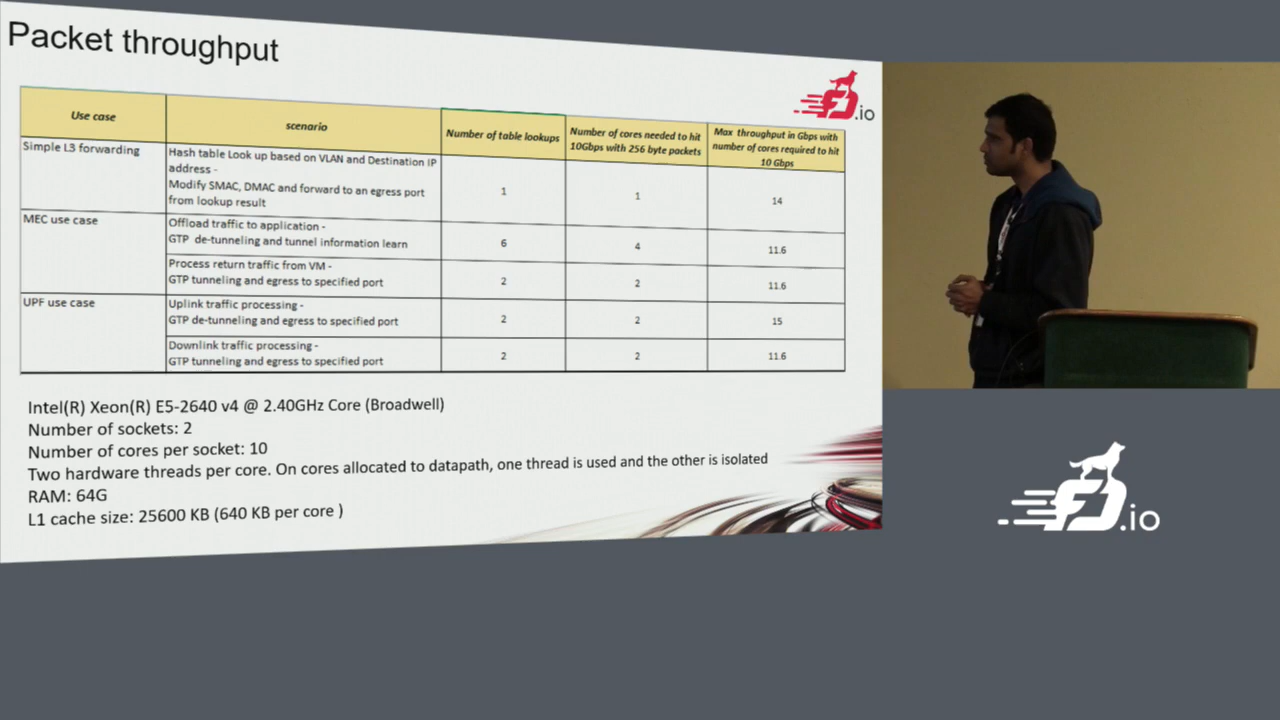 Packet throughput
FD.io
Use case
scenario
Number of table lookups
Number of cores needed to hit
10Gbps with 256 byte packets
Max throughput in Gbps with
number of cores required to hit
10 Gbps
Simple L3 forwarding
Hash table Look up based on VLAN and Destination IP
address -
Modify SMAC, DMAC and forward to an egress port
from lookup result
1
1
14
MEC use case
Offload traffic to application -
GTP de-tunneling and tunnel information learn
6
4
11.6
Process return traffic from VM -
GTP tunneling and egress to specified port
2
2
11.6
UPF use case
Uplink traffic processing -
GTP de-tunneling and egress to specified port
2
2
15
Downlink traffic processing -
GTP tunneling and egress to specified port
2
2
11.6
Intel(R) Xeon(R) E5-2640 v4 @ 2.40GHz Core (Broadwell)
Number of sockets: 2
Number of cores per socket: 10
Two hardware threads per core. On cores allocated to datapath, one thread is used and the other is isolated
RAM: 64G
L1 cache size: 25600 KB (640 KB per core )
FD.io